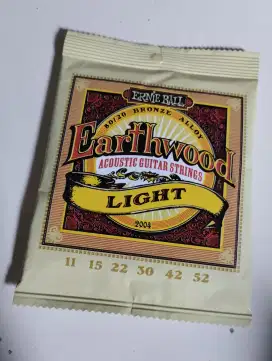 ERNIE BALL
80/20 BRONZE ALLOY
Earthwood
ACOUSTIC GUITAR STRINGS
LIGHT
2004
11 15 22 30 42 52